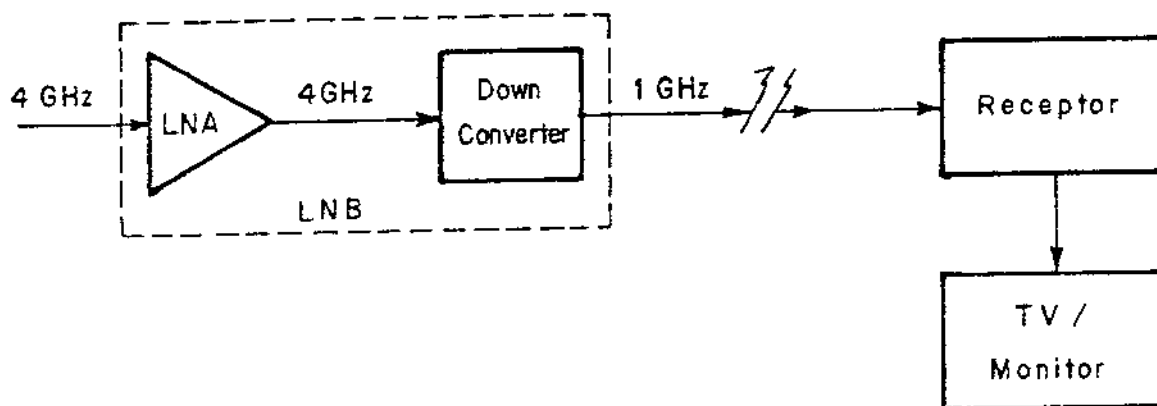 4 GHz
LNA
4GHz
Down
Converter
LNB
1 GHz
Receptor
TV /
Monitor